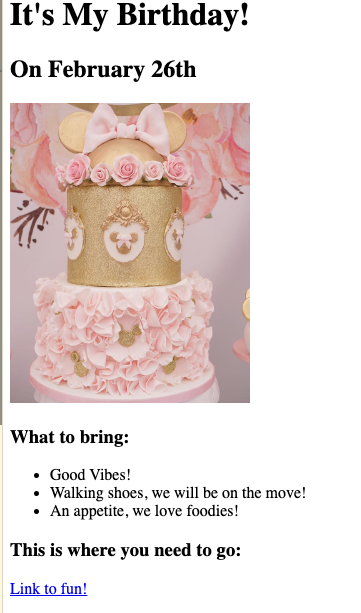 It's My Birthday!
On February 26th
What to bring:
Good Vibes!
Walking shoes, we will be on the move!
An appetite, we love foodies!
This is where you need to go:
Link to fun!